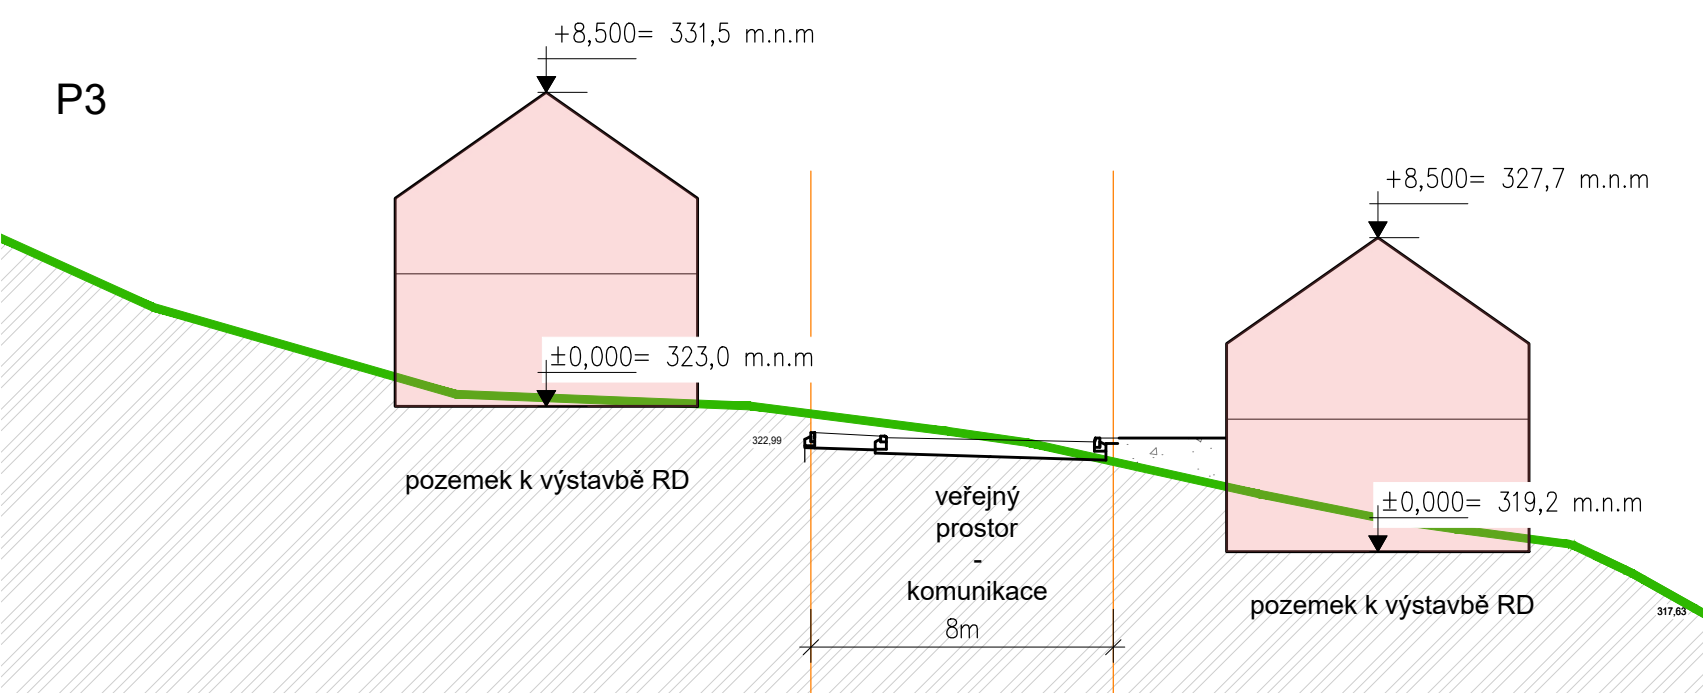 +8,500= 331,5 m.n.m
P3
+8,500= 327,7 m.n.m
±0,000= 323,0 m.n.m
322,99
pozemek k výstavbě RD
veřejný
prostor
-
komunikace
8m
±0,000= 319,2 m.n.m
pozemek k výstavbě RD
317,63